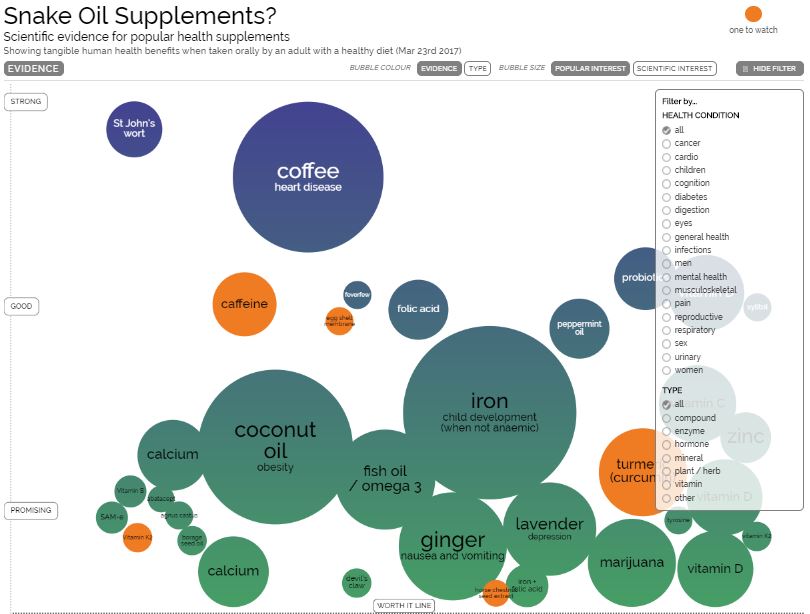 Snake Oil Supplements?
Scientific evidence for popular health supplements
Showing tangible human health benefits when taken orally by an adult with a healthy diet (Mar 23rd 2017)
one to watch
EVIDENCE
BUBBLE COLOUR EVIDENCE TYPE BUBBLE SIZE POPULAR INTEREST SCIENTIFIC INTEREST HIDE FILTER
STRONG
St John's
wort
coffee
heart disease
Filter by...
HEALTH CONDITION
all
cancer
cardio
children
cognition
diabetes
digestion
eyes
general health
infections
men
mental health
musculoskeletal
pain
reproductive
respiratory
sex
urinary
women
TYPE
all
compound
enzyme
hormone
mineral
plant / herb
vitamin
other
GOOD
caffeine
feverfew
egg shell
membrane
folic acid
peppermint
oil
probiotic
vitamin D
xylitol
iron
child development
(when not anaemic)
coconut
oil
obesity
calcium
fish oil
/ omega 3
zinc
vitamin D
PROMISING
Vitamin B
abatacept
SAM-e
agnus castus
Vitamin K2
borage
seed oil
calcium
devil's
claw
ginger
nausea and vomiting
lavender
depression
horse chestnut
seed extract
iron +
folic acid
marijuana
tyrosine
vitamin K2
vitamin D
WORTH IT LINE